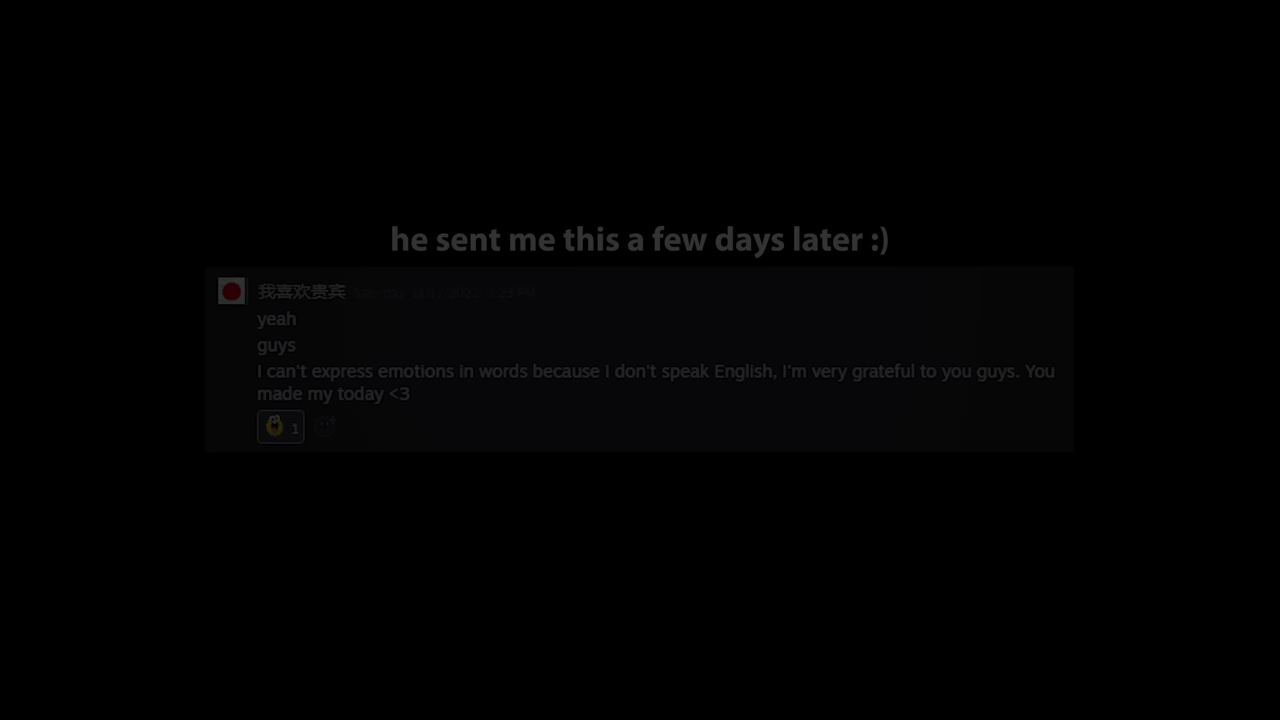 he sent me this a few days later :)
我喜欢贵宾
yeah
guys
I can't express emotions in words because I don't speak English, I'm very grateful to you guys. You
made my today <3
1